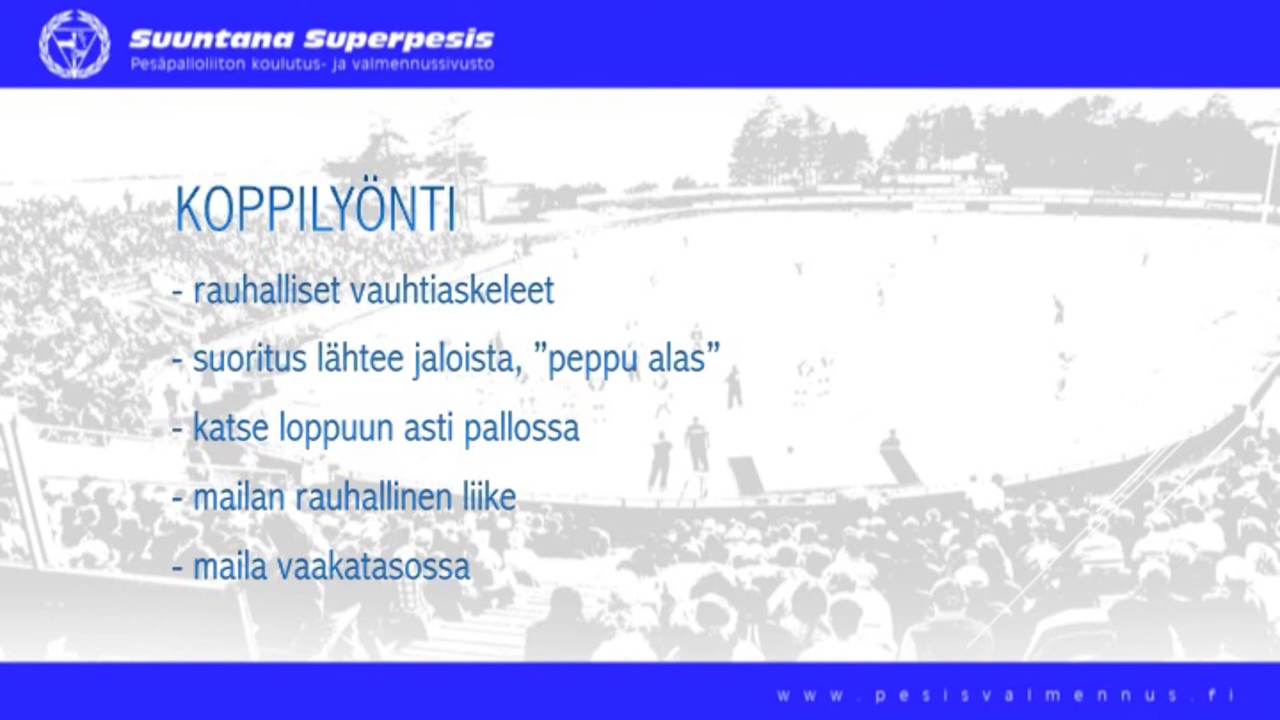 Suuntana Superpesis
Pesäpalloliiton koulutus- ja valmennussivusto
KOPPILYÖNTI
- rauhalliset vauhtiaskeleet
- suoritus lähtee jaloista, ”peppu alas”
- katse loppuun asti pallossa
- mailan rauhallinen liike
- maila vaakatasossa
www.pesisvalmennus.fi